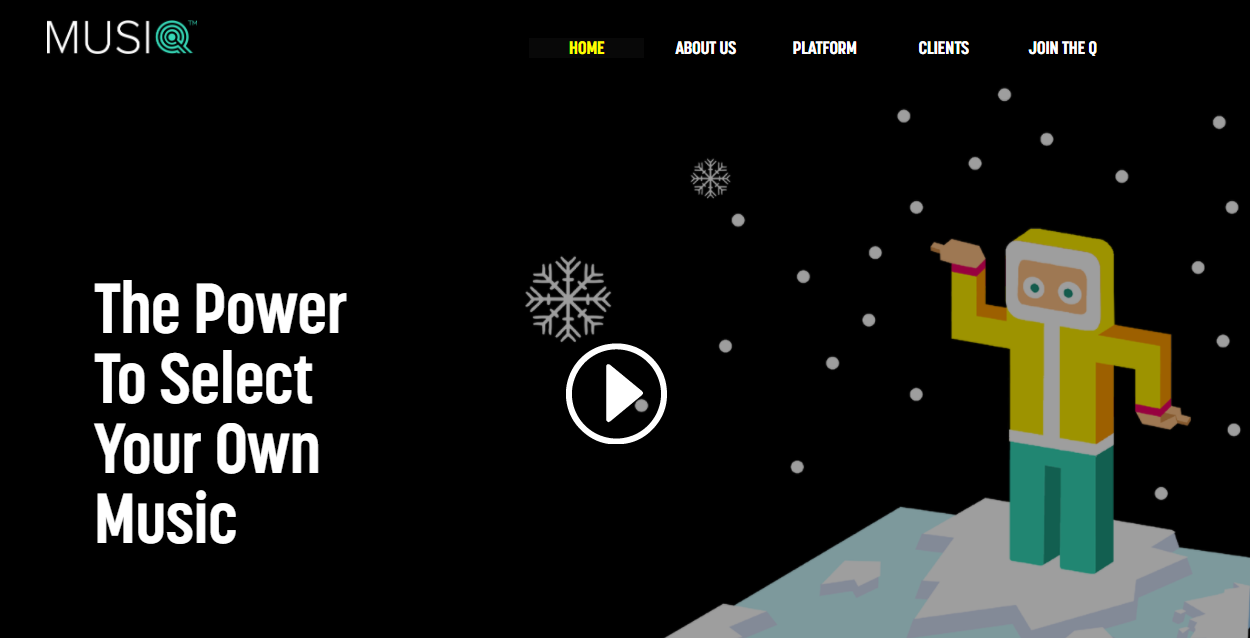 MUSIQ™
HOME ABOUT US PLATFORM CLIENTS JOIN THE Q
The Power
To Select
Your Own
Music